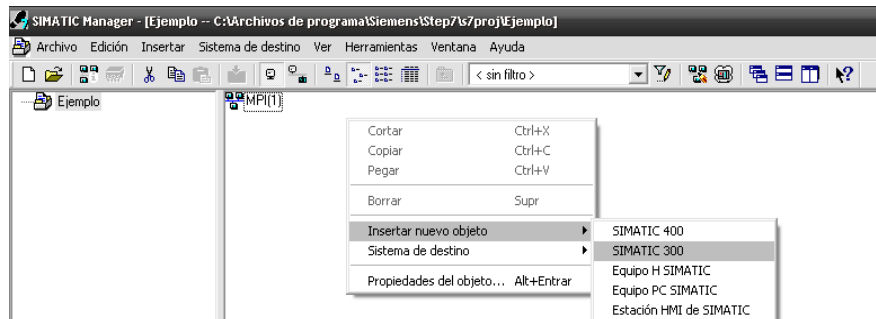 SIMATIC Manager - [Ejemplo -- C:\Archivos de programa\Siemens\Step7\s7proj\Ejemplo]
Archivo Edición Insertar Sistema de destino Ver Herramientas Ventana Ayuda
< sin filtro >
Ejemplo
MPI(1)
Cortar Ctrl+X
Copiar Ctrl+C
Pegar Ctrl+V
Borrar Supr
Insertar nuevo objeto
Sistema de destino
Propiedades del objeto... Alt+Entrar
SIMATIC 400
SIMATIC 300
Equipo H SIMATIC
Equipo PC SIMATIC
Estación HMI de SIMATIC